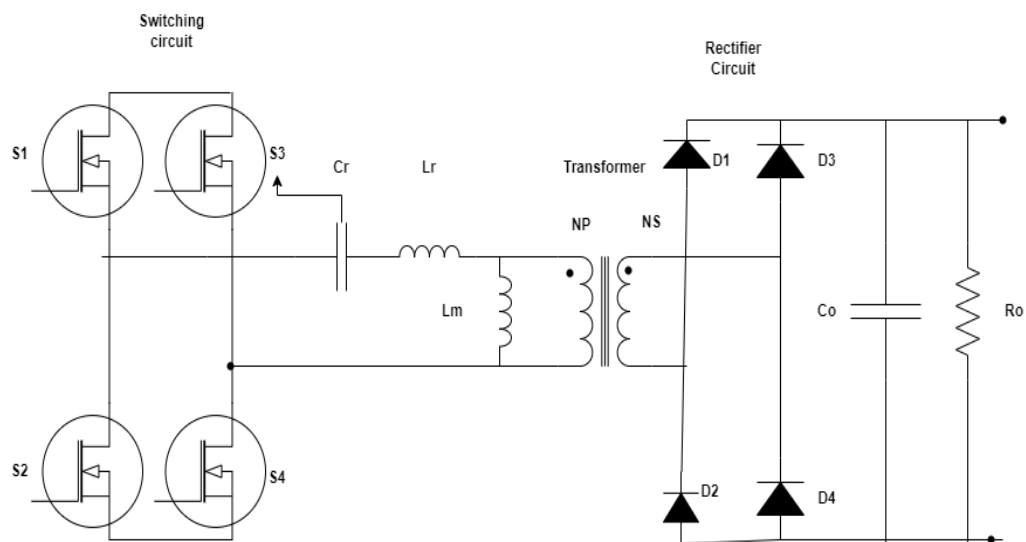 Switching
circuit
Rectifier
Circuit
S1
S3
Cr
Lr
Transformer
D1
D3
NP
NS
Lm
Co
Ro
S2
S4
D2
D4